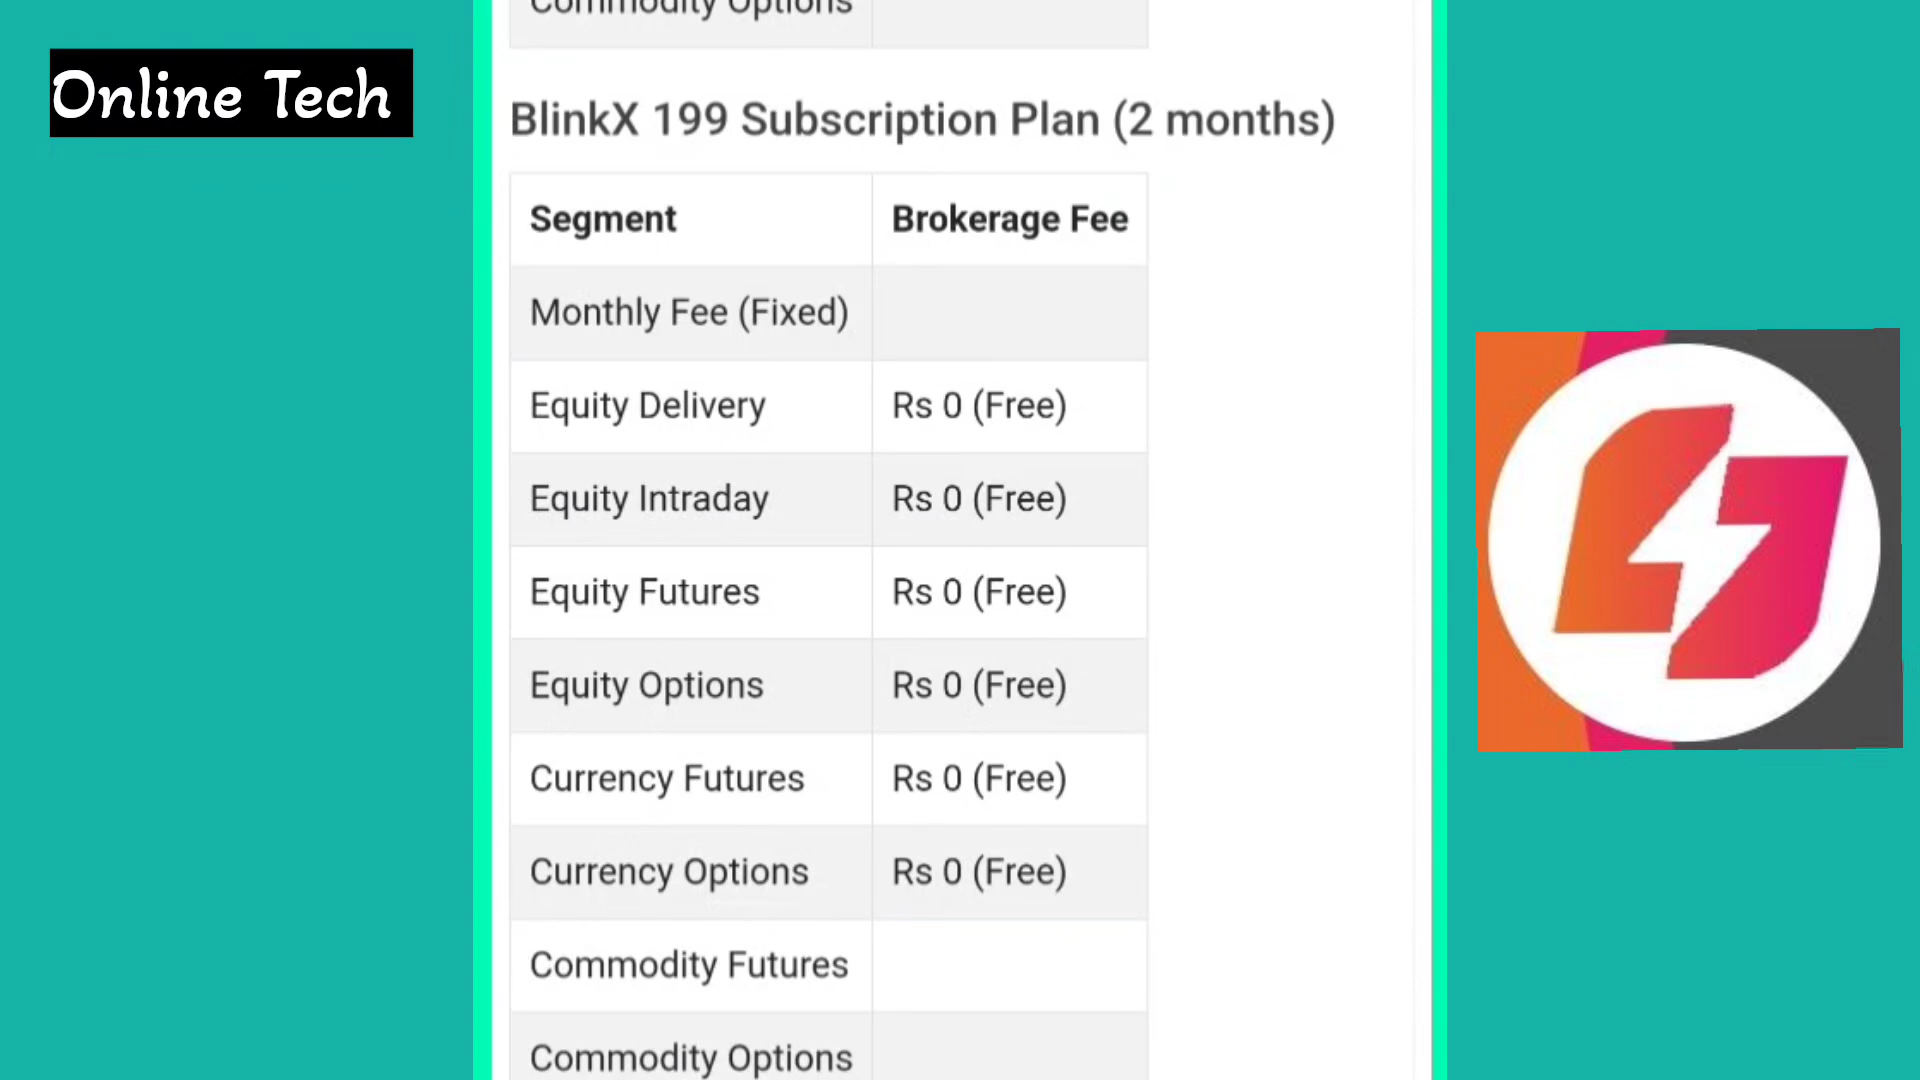 Commodity Options
Online Tech
BlinkX 199 Subscription Plan (2 months)
Segment Brokerage Fee
Monthly Fee (Fixed)
Equity Delivery Rs 0 (Free)
Equity Intraday Rs 0 (Free)
Equity Futures Rs 0 (Free)
Equity Options Rs 0 (Free)
Currency Futures Rs 0 (Free)
Currency Options Rs 0 (Free)
Commodity Futures
Commodity Options